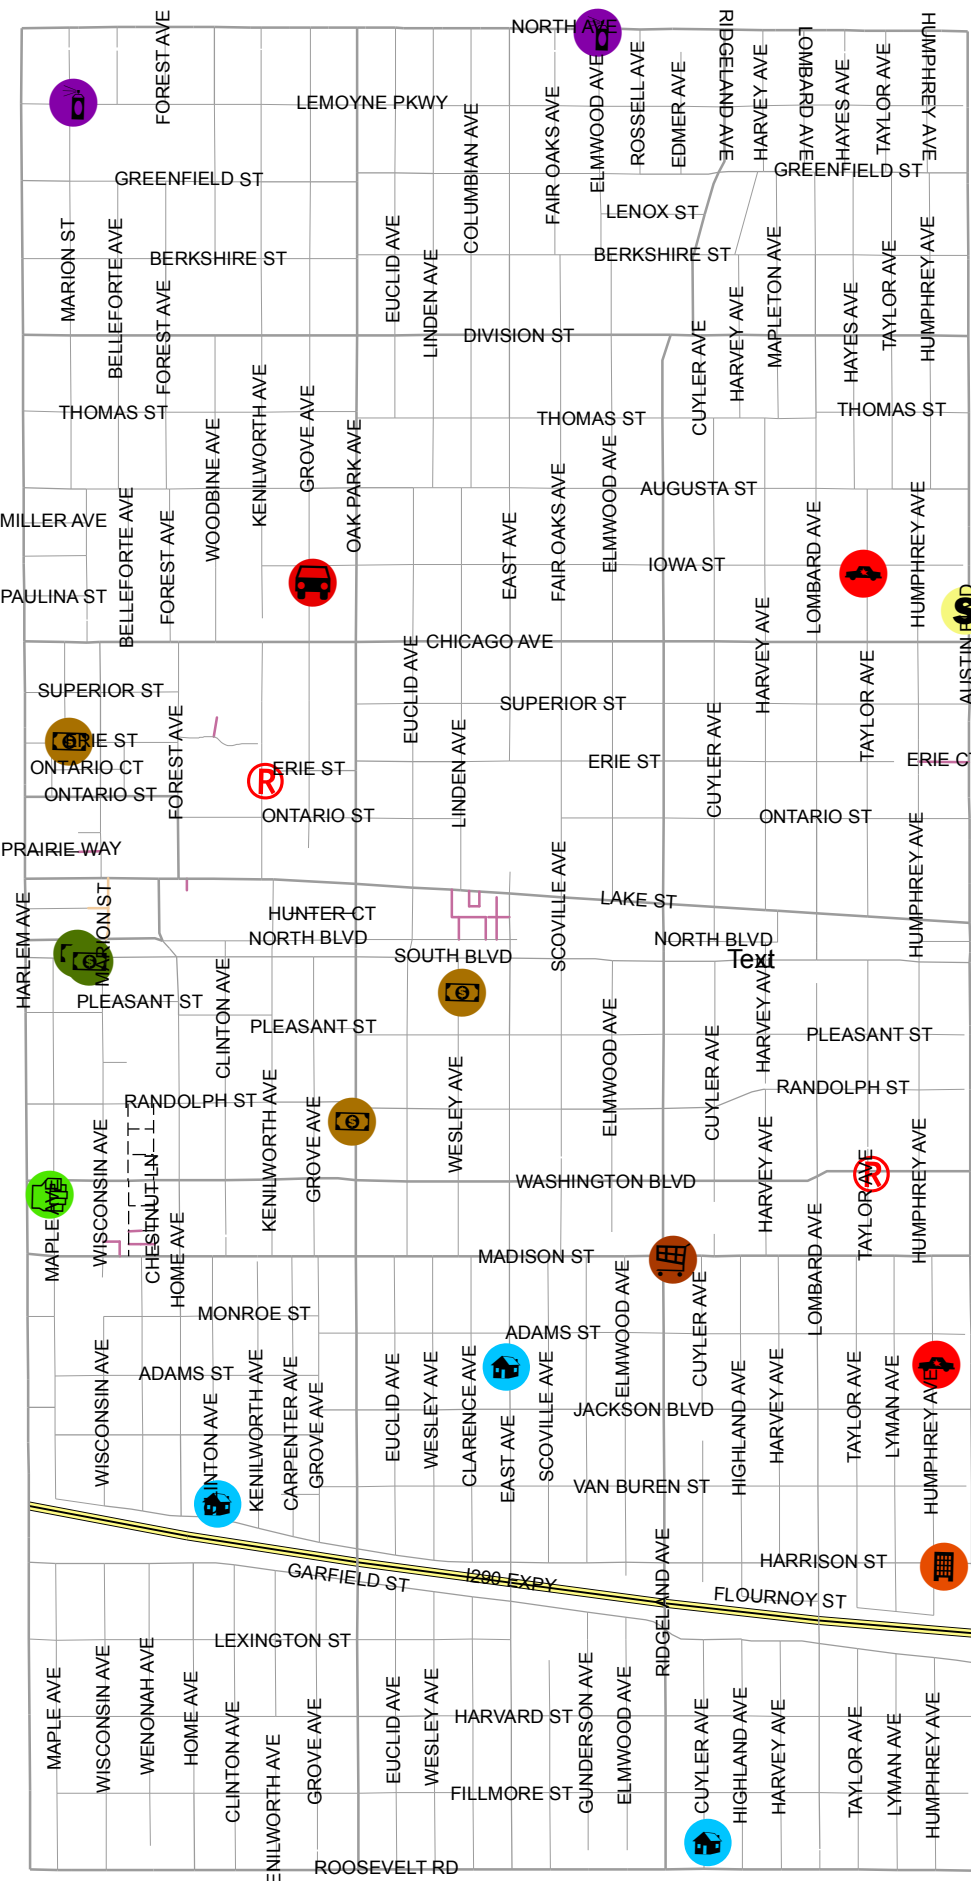 NORTH AVE
FOREST AVE
LEMOYNE PKWY
COLUMBIAN AVE
FAIR OAKS AVE
ELMWOOD AVE
ROSSELL AVE
EDMER AVE
RIDGELAND AVE
HARVEY AVE
LOMBARD AVE
HAYES AVE
TAYLOR AVE
HUMPHREY AVE
GREENFIELD ST
GREENFIELD ST
LENOX ST
MARION ST
BELLEFORTE AVE
BERKSHIRE ST
FOREST AVE
EUCLID AVE
LINDEN AVE
BERKSHIRE ST
MAPLETON AVE
HARVEY AVE
CUYLER AVE
HAYES AVE
TAYLOR AVE
HUMPHREY AVE
DIVISION ST
THOMAS ST
WOODBINE AVE
KENILWORTH AVE
GROVE AVE
OAK PARK AVE
THOMAS ST
THOMAS ST
ELMWOOD AVE
AUGUSTA ST
MILLER AVE
BELLEFORTE AVE
FOREST AVE
EAST AVE
FAIR OAKS AVE
IOWA ST
LOMBARD AVE
HUMPHREY AVE
PAULINA ST
HARVEY AVE
CHICAGO AVE
EUCLID AVE
SUPERIOR ST
SUPERIOR ST
TAYLOR AVE
FOREST AVE
LINDEN AVE
CUYLER AVE
ERIE ST
ONTARIO CT
ERIE ST
ERIE ST
ONTARIO ST
ONTARIO ST
ONTARIO ST
PRAIRIE WAY
HUMPHREY AVE
SCOVILLE AVE
LAKE ST
HARLEM AVE
MARION ST
HUNTER CT
NORTH BLVD
NORTH BLVD
SOUTH BLVD
Text
HARVEY AVE
PLEASANT ST
CLINTON AVE
PLEASANT ST
PLEASANT ST
ELMWOOD AVE
CUYLER AVE
RANDOLPH ST
RANDOLPH ST
KENILWORTH AVE
GROVE AVE
WESLEY AVE
HARVEY AVE
HUMPHREY AVE
WISCONSIN AVE
CHESTNUT LN
MAPLE AVE
HOME AVE
WASHINGTON BLVD
TAYLOR AVE
LOMBARD AVE
MADISON ST
ELMWOOD AVE
CUYLER AVE
MONROE ST
ADAMS ST
ADAMS ST
WISCONSIN AVE
KENILWORTH AVE
CARPENTER AVE
GROVE AVE
EUCLID AVE
WESLEY AVE
CLARENCE AVE
EAST AVE
SCOVILLE AVE
JACKSON BLVD
HIGHLAND AVE
HARVEY AVE
TAYLOR AVE
LYMAN AVE
HUMPHREY AVE
VAN BUREN ST
HARRISON ST
GARFIELD ST
I290 EXPY
RIDGELAND AVE
FLOURNOY ST
LEXINGTON ST
MAPLE AVE
WISCONSIN AVE
WENONAH AVE
HOME AVE
CLINTON AVE
GROVE AVE
EUCLID AVE
WESLEY AVE
HARVARD ST
GUNDERSON AVE
ELMWOOD AVE
CUYLER AVE
HIGHLAND AVE
HARVEY AVE
TAYLOR AVE
LYMAN AVE
HUMPHREY AVE
FILLMORE ST
ROOSEVELT RD